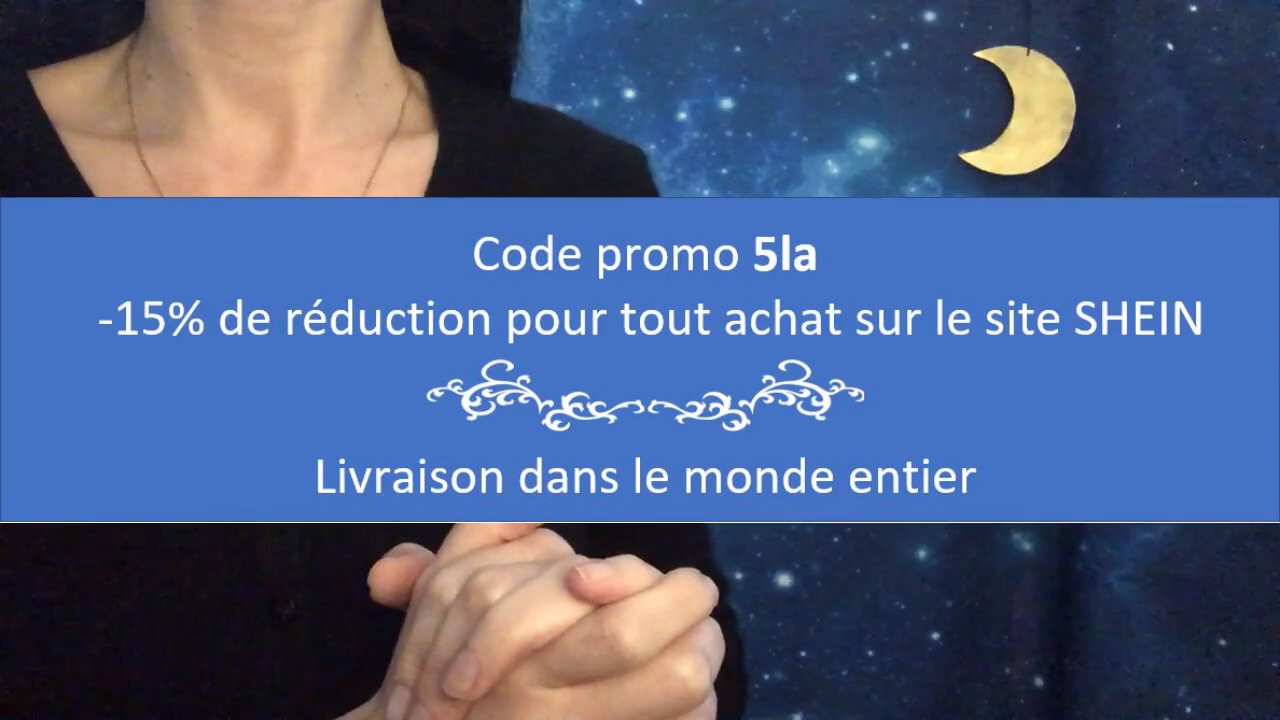 Code promo 5la
-15% de réduction pour tout achat sur le site SHEIN
Livraison dans le monde entier